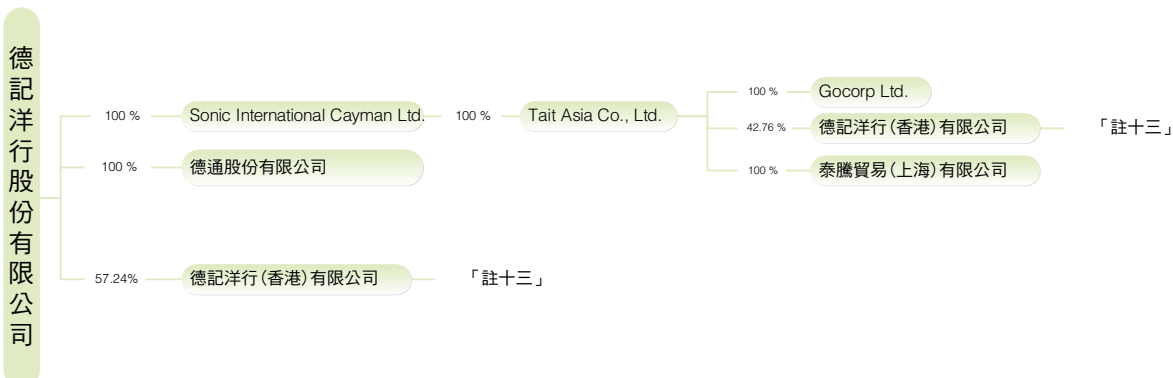 德記洋行股份有限公司
100 %
Sonic International Cayman Ltd.
100 %
Tait Asia Co., Ltd.
100 %
Gocorp Ltd.
42.76 %
德記洋行(香港)有限公司
「註十三」
100 %
泰騰貿易(上海)有限公司
100 %
德通股份有限公司
57.24%
德記洋行(香港)有限公司
「註十三」